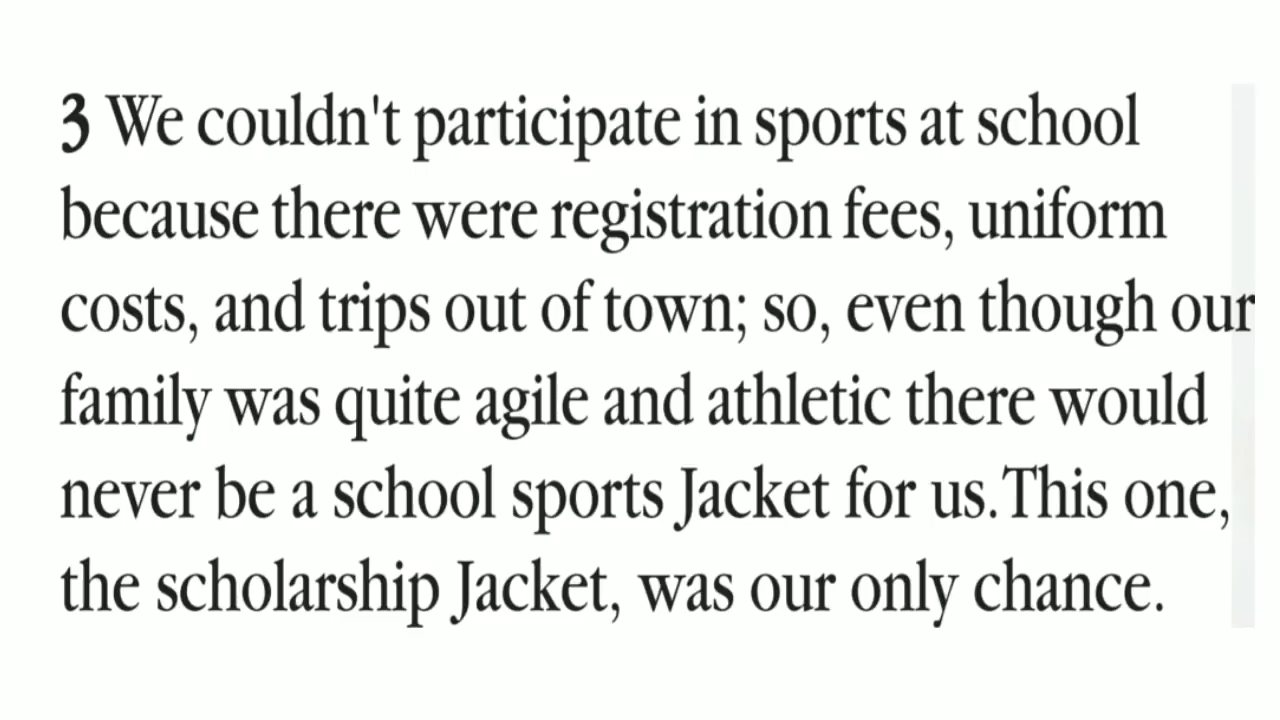 3 We couldn't participate in sports at school
because there were registration fees, uniform
costs, and trips out of town; so, even though our
family was quite agile and athletic there would
never be a school sports Jacket for us.This one,
the scholarship Jacket, was our only chance.